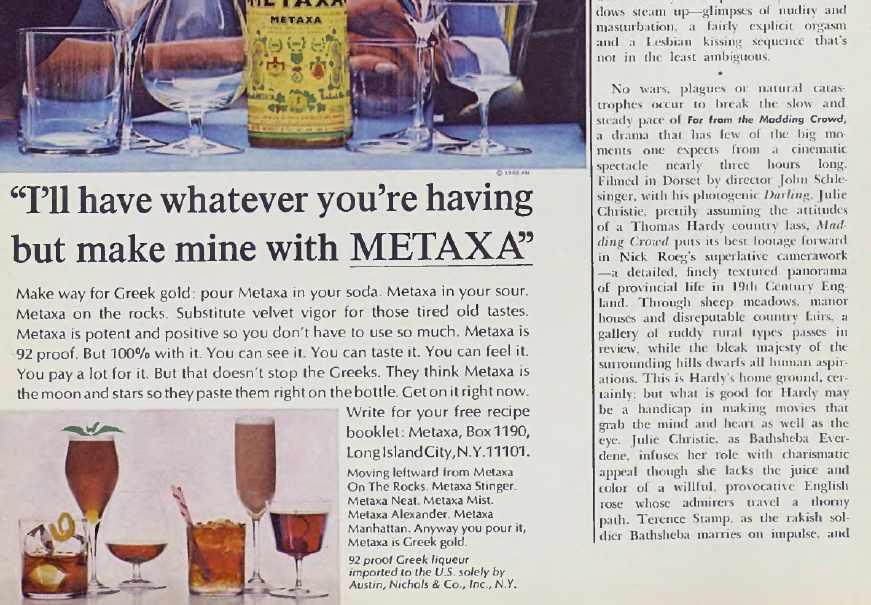 METAXA
METAXA
© 1968 AN
“I’ll have whatever you’re having
but make mine with METAXA”
Make way for Greek gold: pour Metaxa in your soda. Metaxa in your sour.
Metaxa on the rocks. Substitute velvet vigor for those tired old tastes.
Metaxa is potent and positive so you don’t have to use so much. Metaxa is
92 proof. But 100% with it. You can see it. You can taste it. You can feel it.
You pay a lot for it. But that doesn’t stop the Greeks. They think Metaxa is
the moon and stars so they paste them right on the bottle. Get on it right now.
Write for your free recipe
booklet: Metaxa, Box 1190,
Long Island City, N.Y. 11101.
Moving leftward from Metaxa
On The Rocks. Metaxa Stinger.
Metaxa Neat. Metaxa Mist.
Metaxa Alexander. Metaxa
Manhattan. Anyway you pour it,
Metaxa is Greek gold.
92 proof Greek liqueur
imported to the U.S. solely by
Austin, Nichols & Co., Inc., N.Y.
dows steam up—glimpses of nudity and
masturbation, a fairly explicit orgasm
and a Lesbian kissing sequence that’s
not in the least ambiguous.
No wars, plagues or natural catas-
trophes occur to break the slow and
steady pace of Far from the Madding Crowd,
a drama that has few of the big mo-
ments one expects from a cinematic
spectacle nearly three hours long.
Filmed in Dorset by director John Schle-
singer, with his photogenic Darling, Julie
Christie, prettily assuming the attitudes
of a Thomas Hardy country lass, Mad-
ding Crowd puts its best footage forward
in Nick Roeg’s superlative camerawork
—a detailed, finely textured panorama
of provincial life in 19th Century Eng-
land. Through sheep meadows, manor
houses and disreputable country fairs, a
gallery of ruddy rural types passes in
review, while the bleak majesty of the
surrounding hills dwarfs all human aspir-
ations. This is Hardy’s home ground, cer-
tainly; but what is good for Hardy may
be a handicap in making movies that
grab the mind and heart as well as the
eye. Julie Christie, as Bathsheba Ever-
dene, infuses her role with charismatic
appeal though she lacks the juice and
color of a willful, provocative English
rose whose admirers travel a thorny
path. Terence Stamp, as the rakish sol-
dier Bathsheba marries on impulse, and